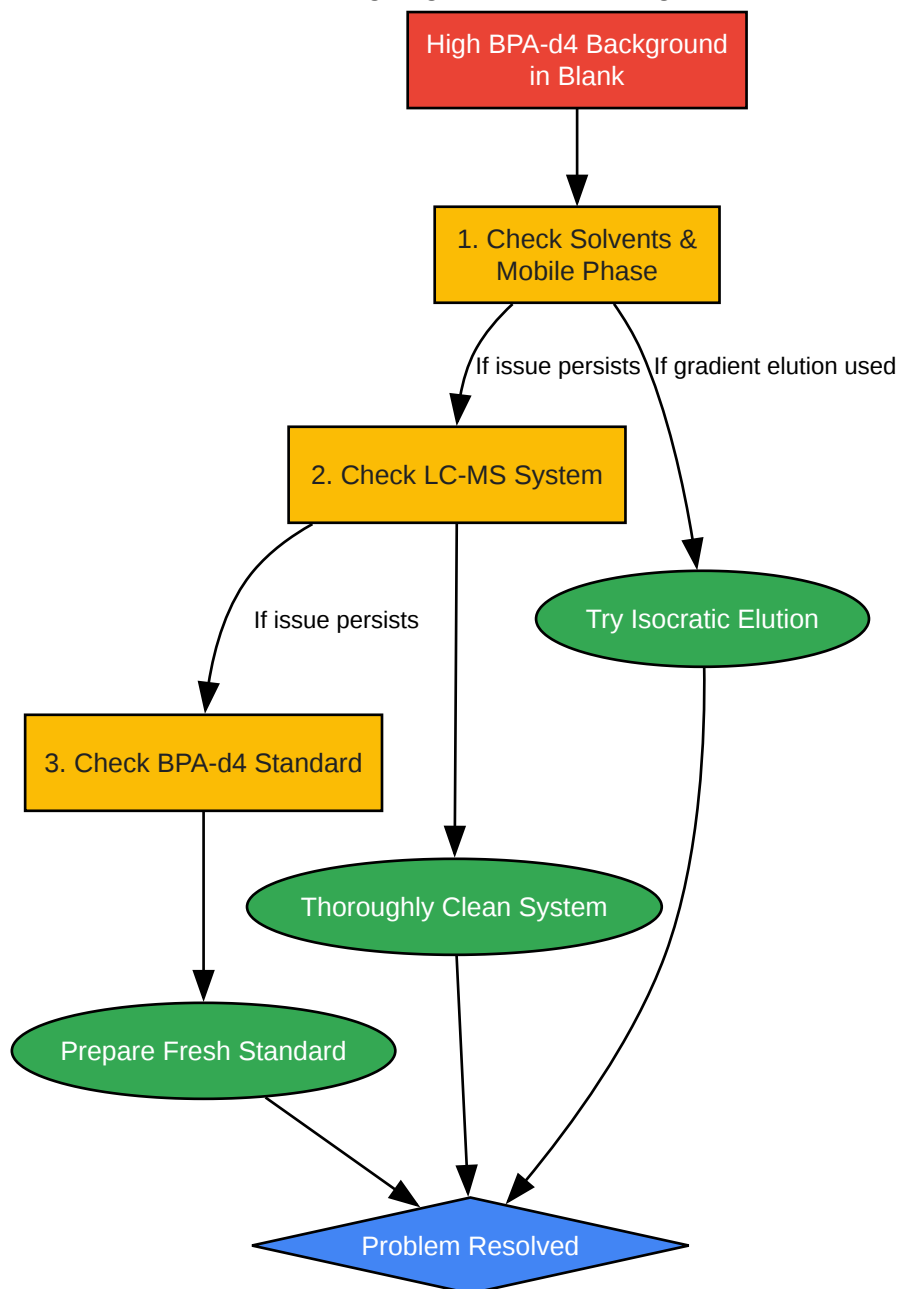 High BPA-d4 Background
in Blank
1. Check Solvents &
Mobile Phase
If issue persists
If gradient elution used
2. Check LC-MS System
If issue persists
Try Isocratic Elution
3. Check BPA-d4 Standard
Thoroughly Clean System
Prepare Fresh Standard
Problem Resolved